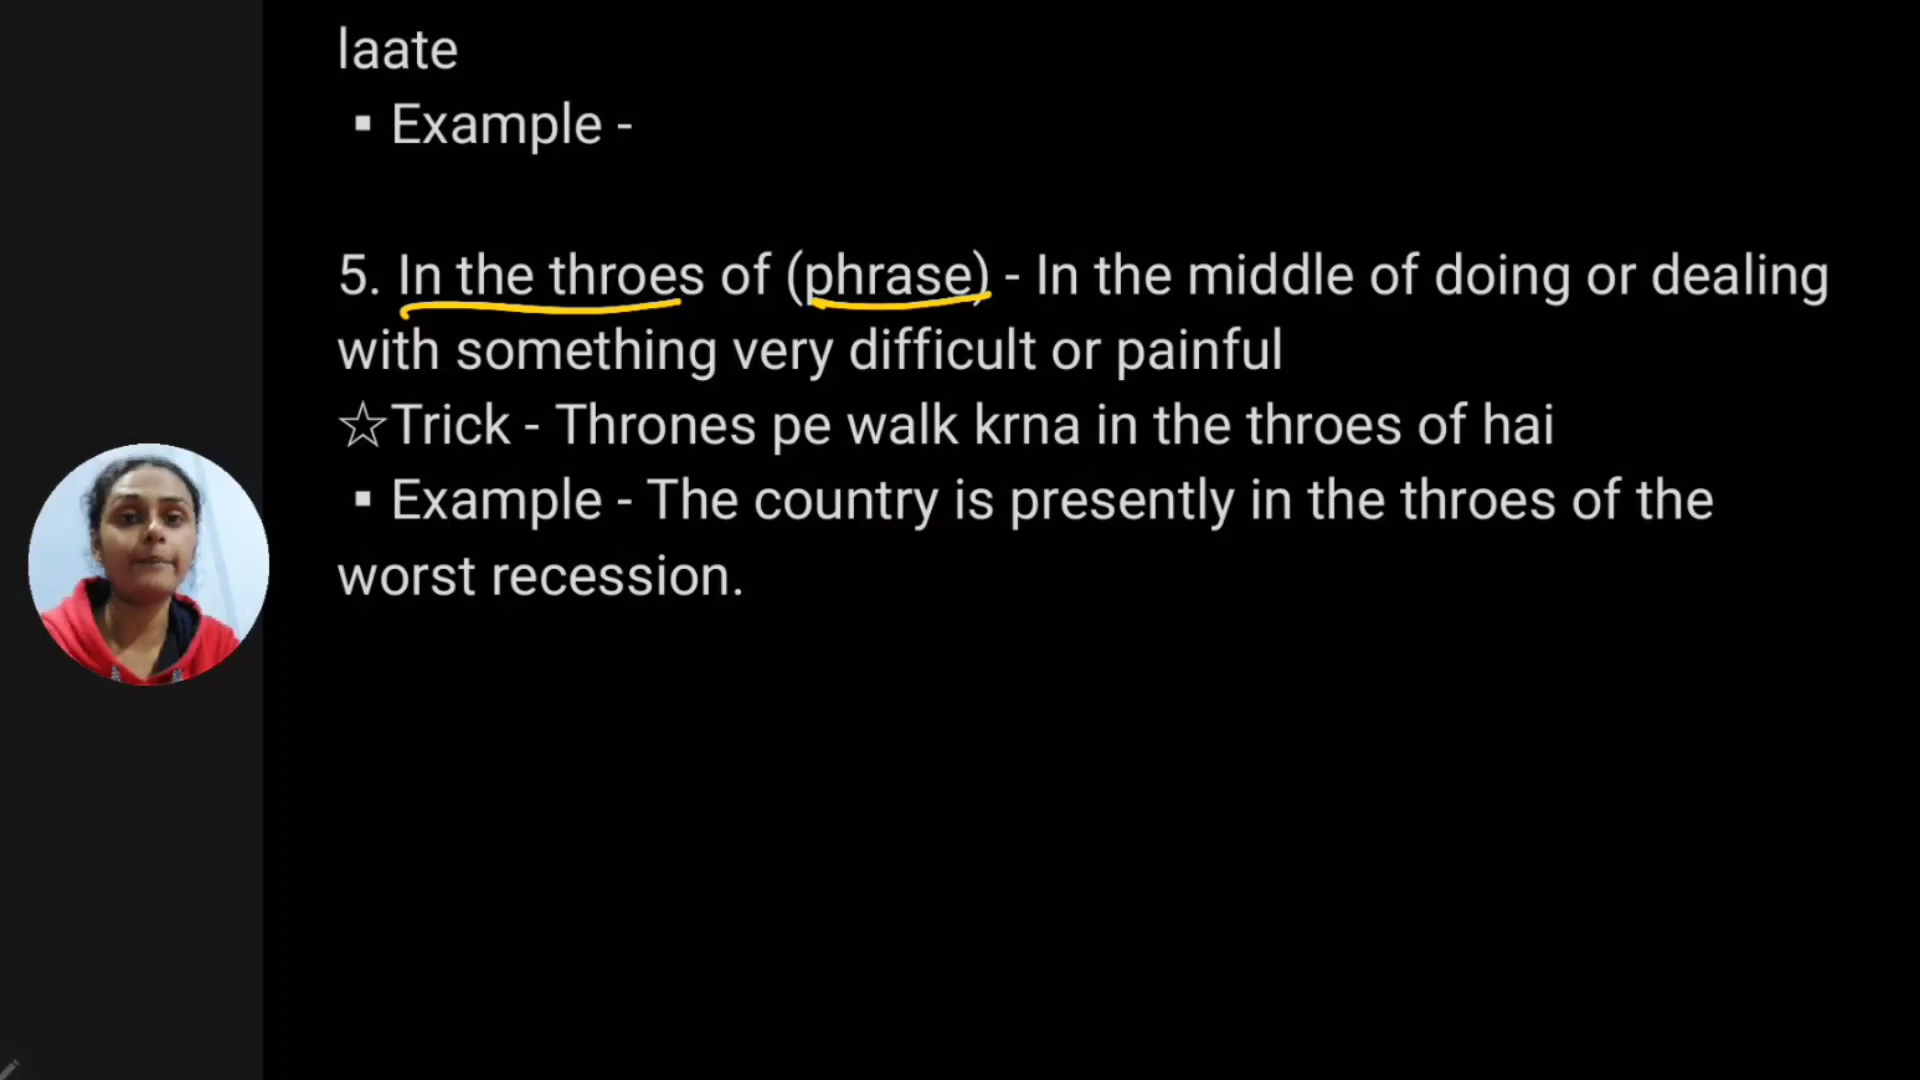 laate
▪ Example -
5. In the throes of (phrase) - In the middle of doing or dealing
with something very difficult or painful
☆Trick - Thrones pe walk krna in the throes of hai
▪ Example - The country is presently in the throes of the
worst recession.